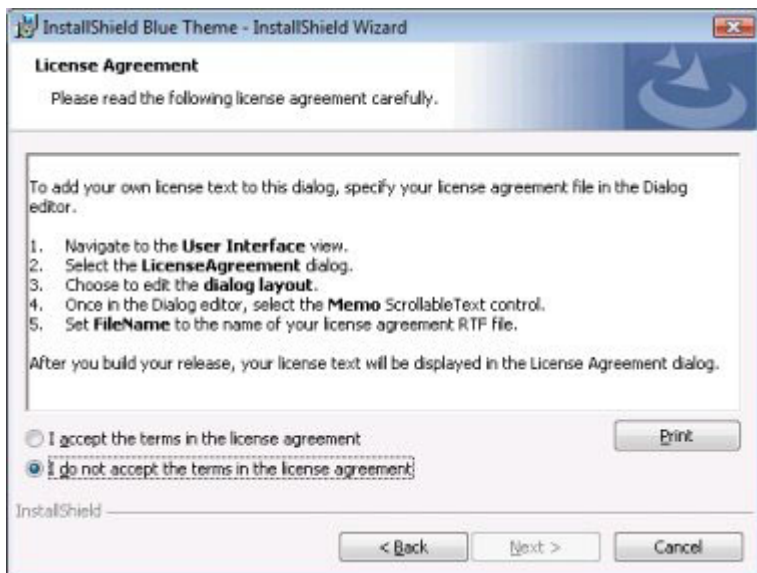 InstallShield Blue Theme - InstallShield Wizard
License Agreement
Please read the following license agreement carefully.
To add your own license text to this dialog, specify your license agreement file in the Dialog
editor.
1. Navigate to the User Interface view.
2. Select the LicenseAgreement dialog.
3. Choose to edit the dialog layout.
4. Once in the Dialog editor, select the Memo ScrollableText control.
5. Set FileName to the name of your license agreement RTF file.
After you build your release, your license text will be displayed in the License Agreement dialog.
I accept the terms in the license agreement
Print
I do not accept the terms in the license agreement
InstallShield
< Back
Next >
Cancel